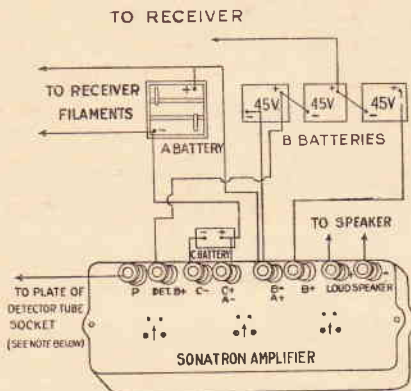 TO RECEIVER
TO RECEIVER
FILAMENTS
+
-
A BATTERY
+
45V
-
+
45V
-
+
45V
-
B BATTERIES
- +
C BATTERY
TO SPEAKER
P
DET. B+
C-
C+
A-
B-
A+
B+
LOUD SPEAKER
-
TO PLATE OF
DETECTOR TUBE
SOCKET
(SEE NOTE BELOW)
SONATRON AMPLIFIER